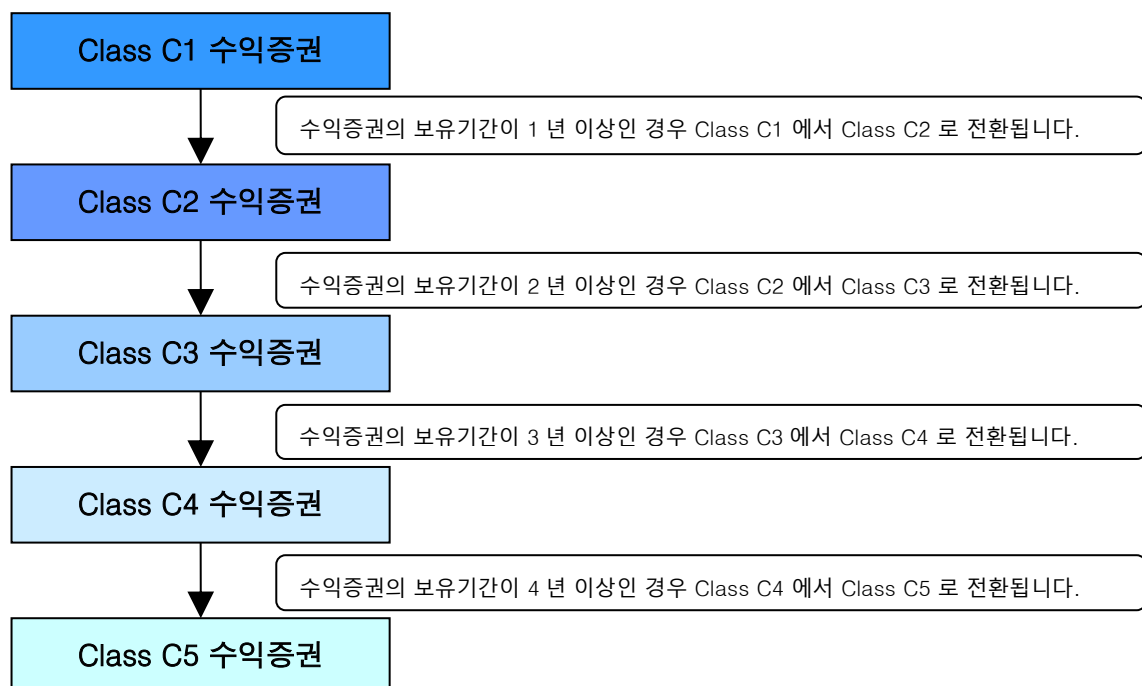 Class C1 수익증권
수익증권의 보유기간이 1 년 이상인 경우 Class C1 에서 Class C2 로 전환됩니다.
Class C2 수익증권
수익증권의 보유기간이 2 년 이상인 경우 Class C2 에서 Class C3 로 전환됩니다.
Class C3 수익증권
수익증권의 보유기간이 3 년 이상인 경우 Class C3 에서 Class C4 로 전환됩니다.
Class C4 수익증권
수익증권의 보유기간이 4 년 이상인 경우 Class C4 에서 Class C5 로 전환됩니다.
Class C5 수익증권